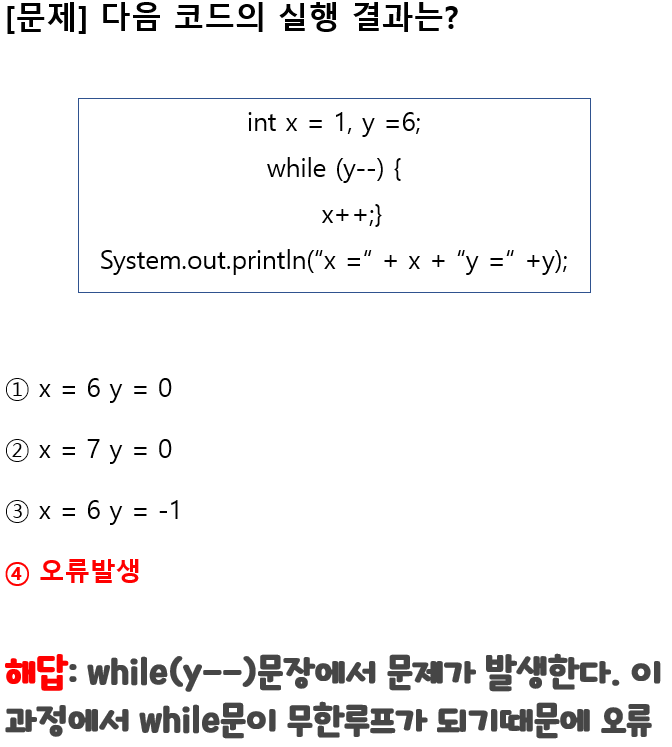 [문제] 다음 코드의 실행 결과는?
int x = 1, y =6;
while (y--) {
x++;}
System.out.println(“x =“ + x + “y =“ +y);
① x = 6 y = 0
② x = 7 y = 0
③ x = 6 y = -1
④ 오류발생
해답: while(y--)문장에서 문제가 발생한다. 이
과정에서 while문이 무한루프가 되기때문에 오류